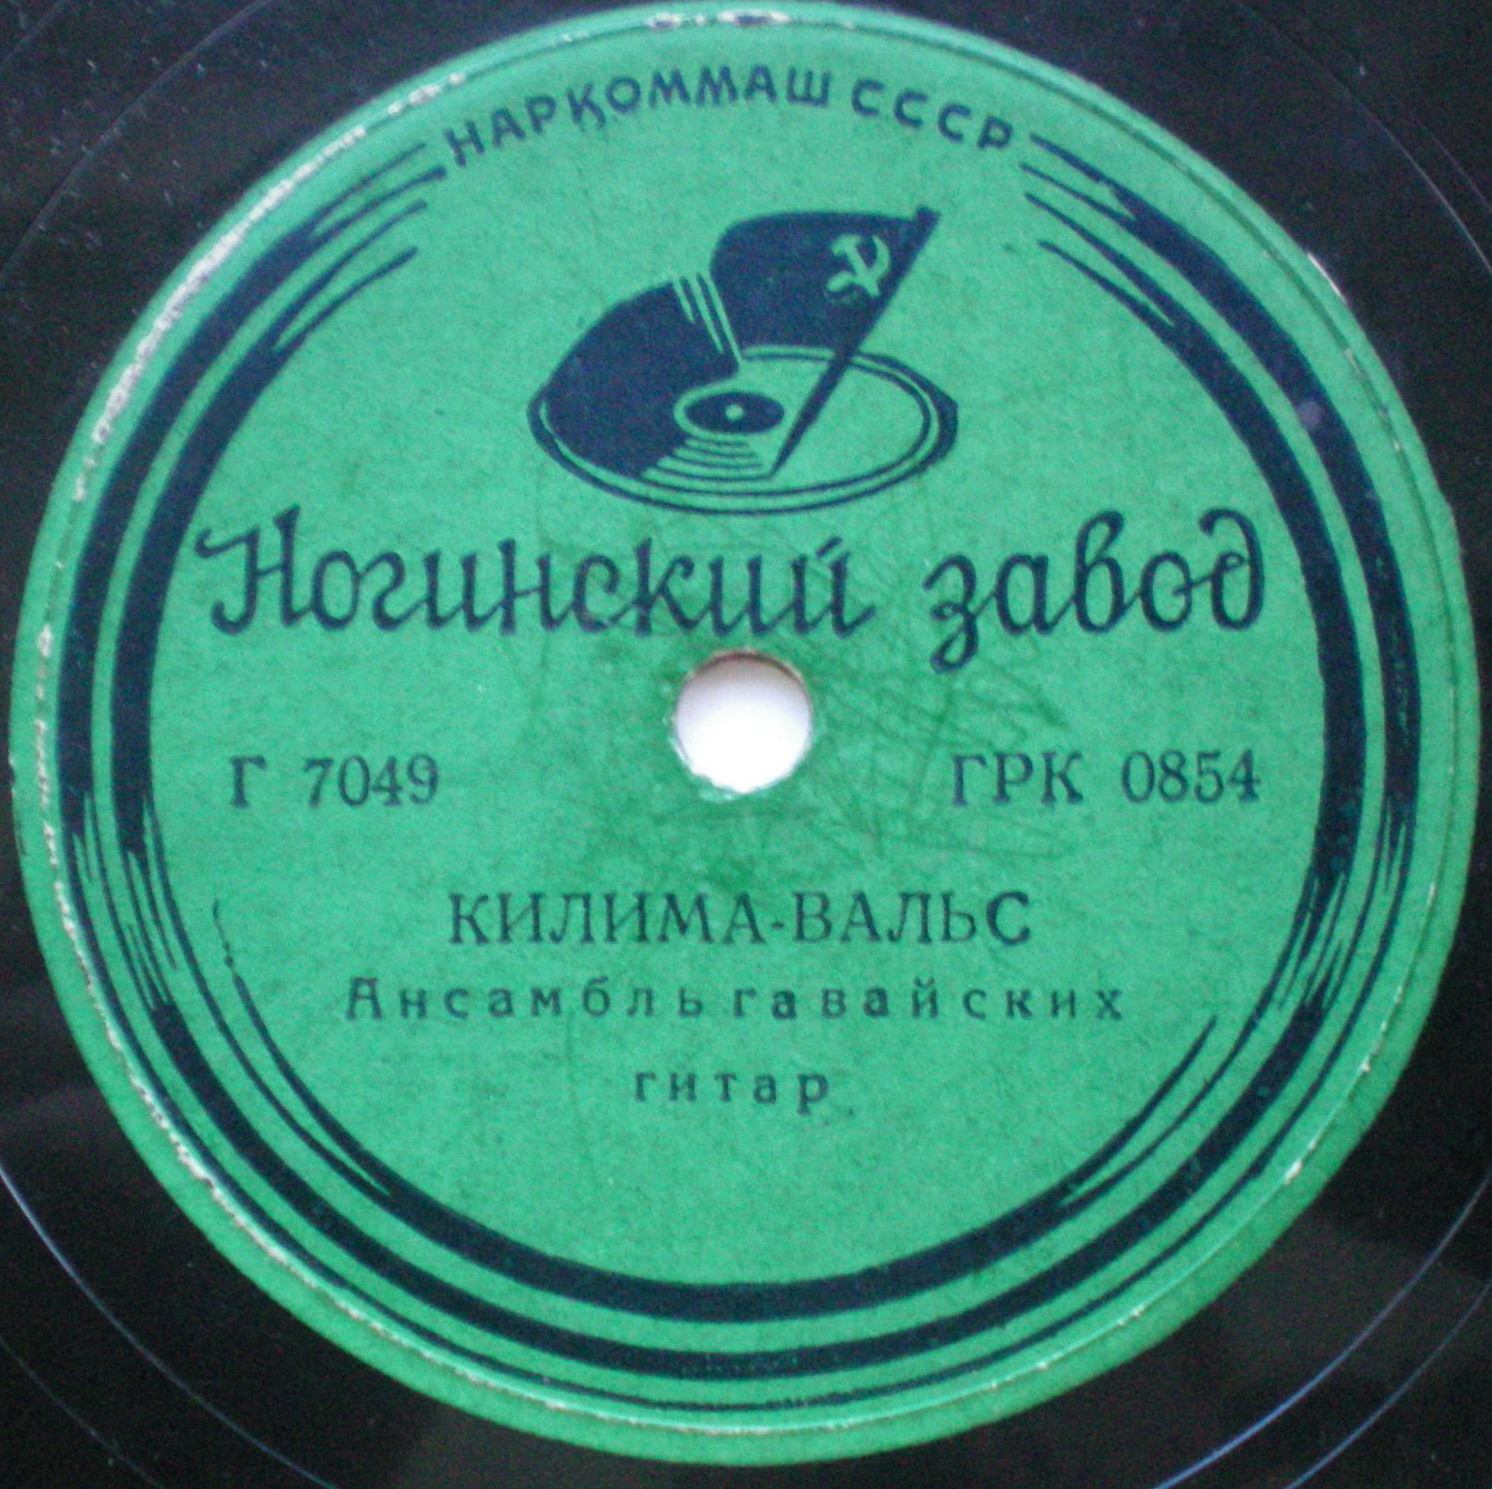 НАРКОММАШ СССР
Ногинский завод
Г 7049 ГРК 0854
КИЛИМА-ВАЛЬС
Ансамбль гавайских
гитар